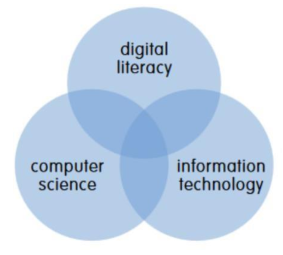 digital
literacy
computer
science
information
technology